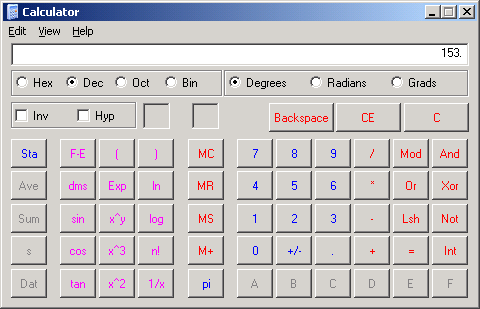 Calculator
Edit View Help
153.
Hex Dec Oct Bin Degrees Radians Grads
Inv Hyp Backspace CE C
Sta F-E ( ) MC 7 8 9 / Mod And
Ave dms Exp ln MR 4 5 6 * Or Xor
Sum sin x^y log MS 1 2 3 - Lsh Not
s cos x^3 n! M+ 0 +/- . + = Int
Dat tan x^2 1/x pi A B C D E F